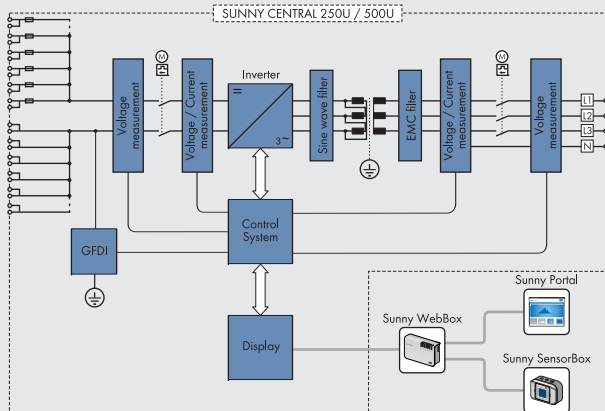 SUNNY CENTRAL 250U / 500U
M
M
Inverter
Voltage
measurement
Voltage / Current
measurement
=
3~
Sine wave filter
EMC filter
Voltage / Current
measurement
Voltage
measurement
L1
L2
L3
N
GFDI
Control
System
Display
Sunny WebBox
Sunny Portal
Sunny SensorBox